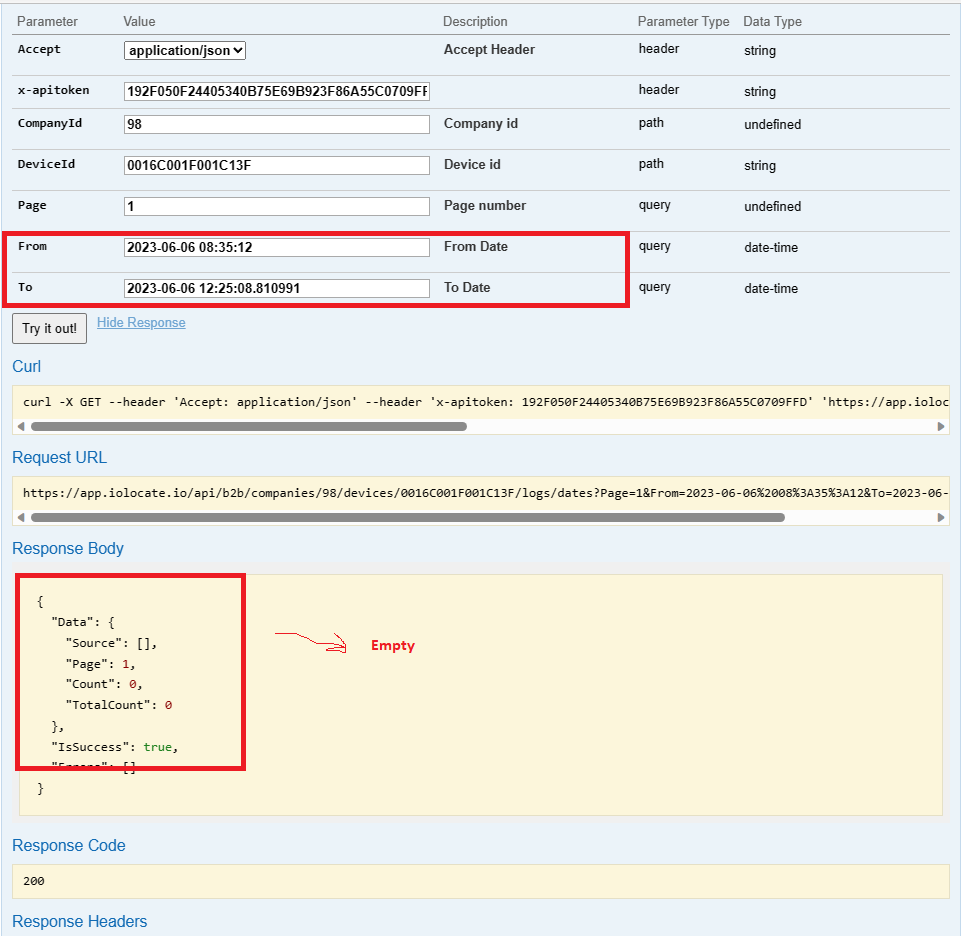 Parameter Value Description Parameter Type Data Type
Accept application/json Accept Header header string
x-apitoken 192F050F24405340B75E69B923F86A55C0709FF header string
CompanyId 98 Company id path undefined
DeviceId 0016C001F001C13F Device id path string
Page 1 Page number query undefined
From 2023-06-06 08:35:12 From Date query date-time
To 2023-06-06 12:25:08.810991 To Date query date-time
Try it out! Hide Response
Curl
curl -X GET --header 'Accept: application/json' --header 'x-apitoken: 192F050F24405340B75E69B923F86A55C0709FFD' 'https://app.ioloc
Request URL
https://app.iolocate.io/api/b2b/companies/98/devices/0016C001F001C13F/logs/dates?Page=1&From=2023-06-06%2008%3A35%3A12&To=2023-06-
Response Body
{
"Data": {
"Source": [],
"Page": 1,
"Count": 0,
"TotalCount": 0
},
"IsSuccess": true,
"Errors": []
}
Empty
Response Code
200
Response Headers